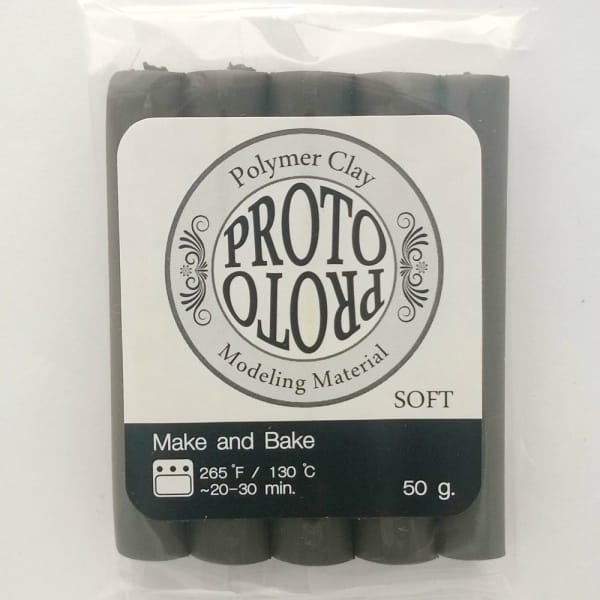 Polymer Clay
PROTO
PROTO
Modeling Material
SOFT
Make and Bake
265°F / 130 °C
~20-30 min.
50 g.